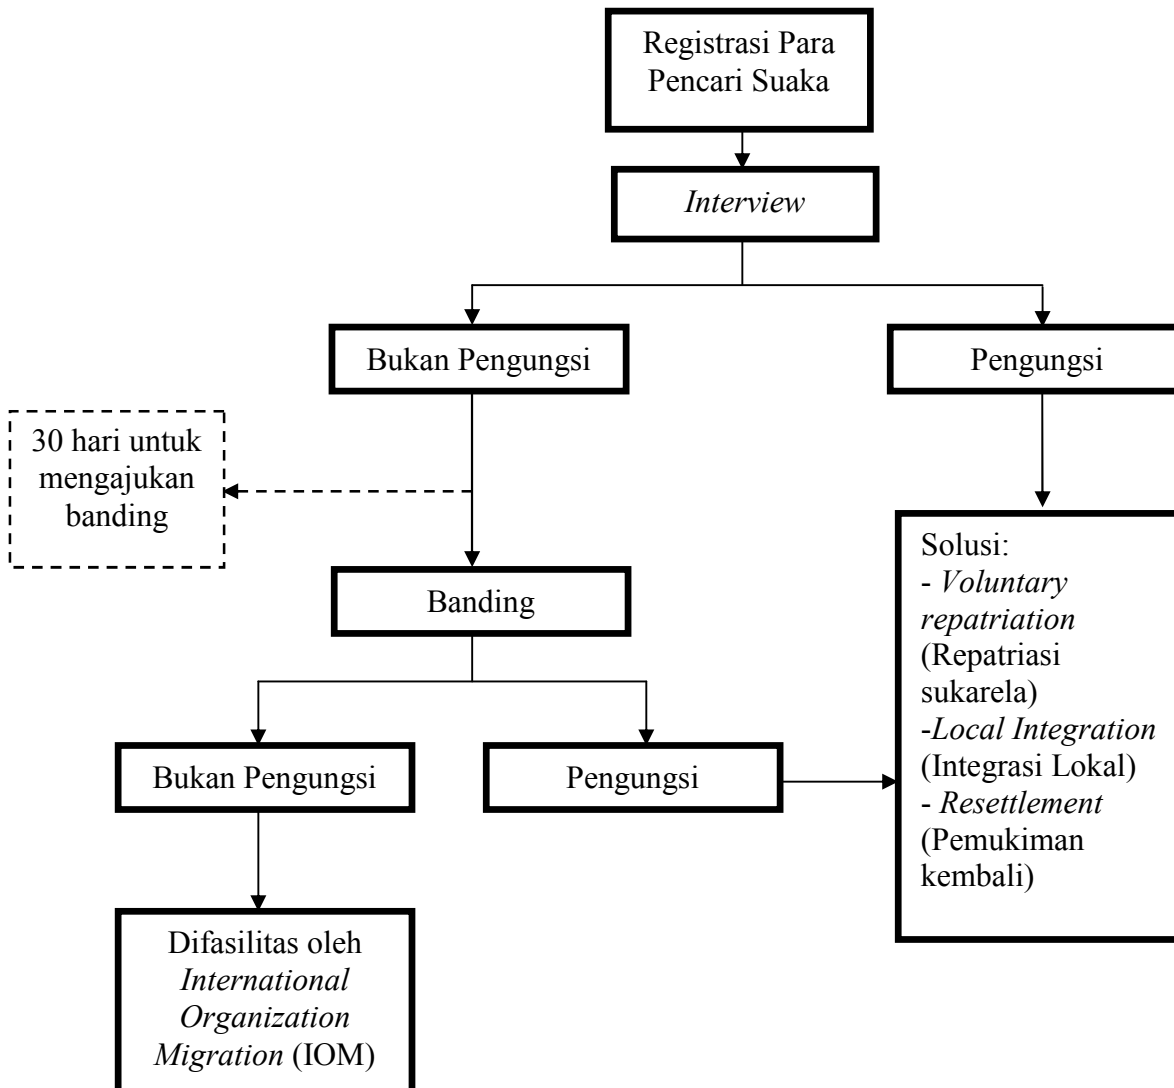 Registrasi Para
Pencari Suaka
Interview
Bukan Pengungsi
Pengungsi
30 hari untuk
mengajukan
banding
Banding
Solusi:
- Voluntary
repatriation
(Repatriasi
sukarela)
-Local Integration
(Integrasi Lokal)
- Resettlement
(Pemukiman
kembali)
Bukan Pengungsi
Pengungsi
Difasilitas oleh
International
Organization
Migration (IOM)